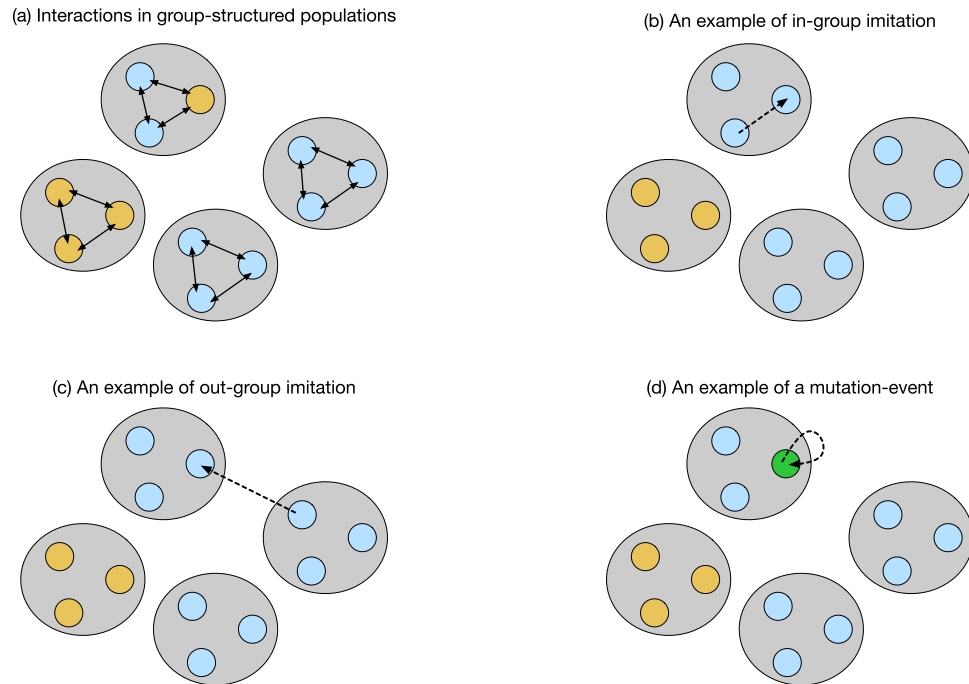 (a) Interactions in group-structured populations
(b) An example of in-group imitation
(c) An example of out-group imitation
(d) An example of a mutation-event